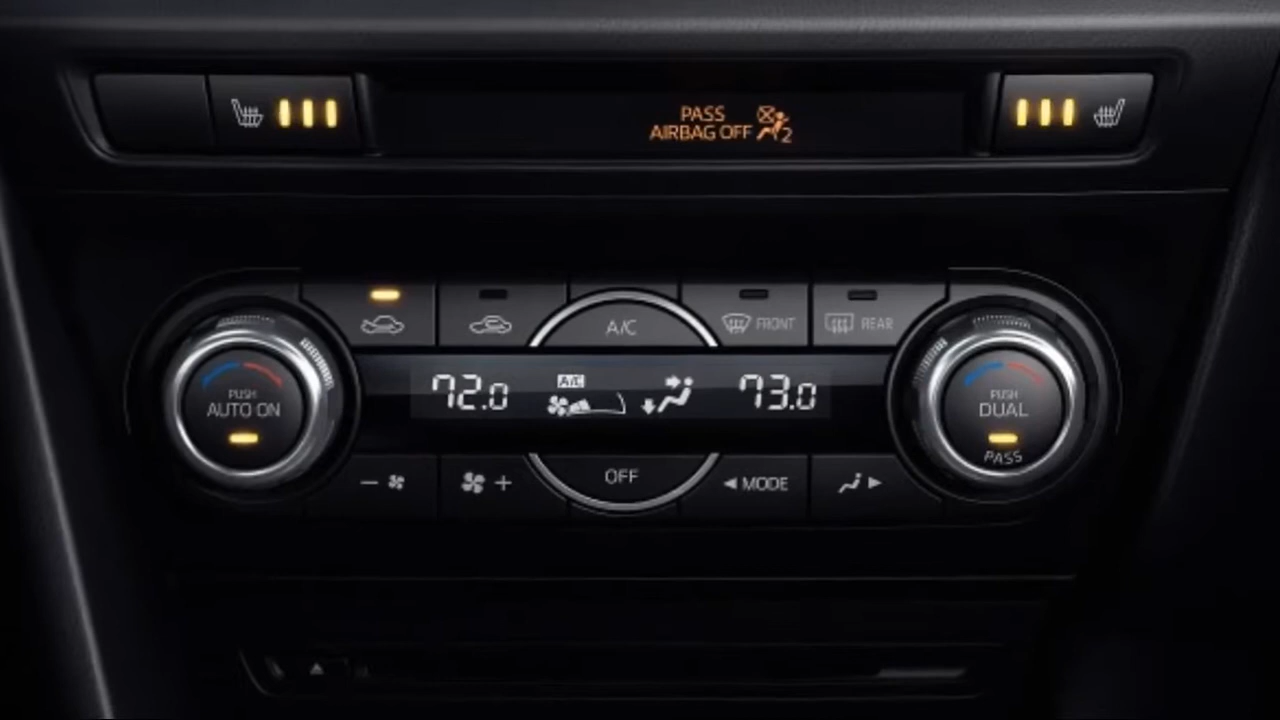 PASS
AIRBAG OFF 2
A/C
FRONT
REAR
PUSH
AUTO ON
72.0
A/C
73.0
PUSH
DUAL
PASS
−
+
OFF
◄ MODE
►